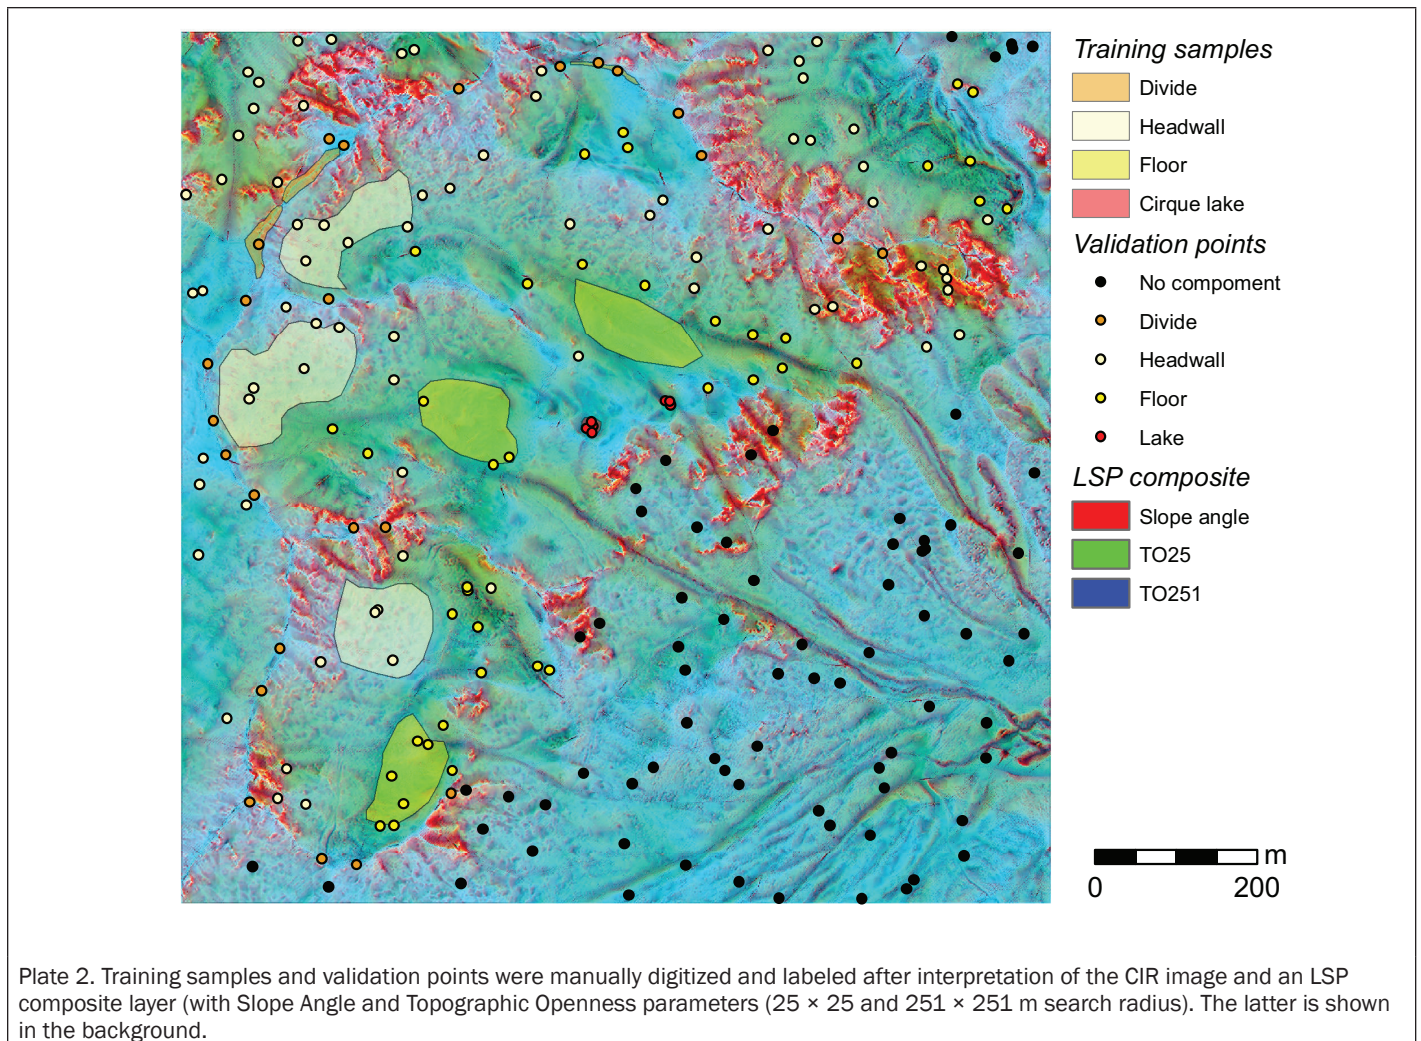 Training samples
Divide
Headwall
Floor
Cirque lake
Validation points
No compoment
Divide
Headwall
Floor
Lake
LSP composite
Slope angle
TO25
TO251
m
0 200
Plate 2. Training samples and validation points were manually digitized and labeled after interpretation of the CIR image and an LSP
composite layer (with Slope Angle and Topographic Openness parameters (25 × 25 and 251 × 251 m search radius). The latter is shown
in the background.